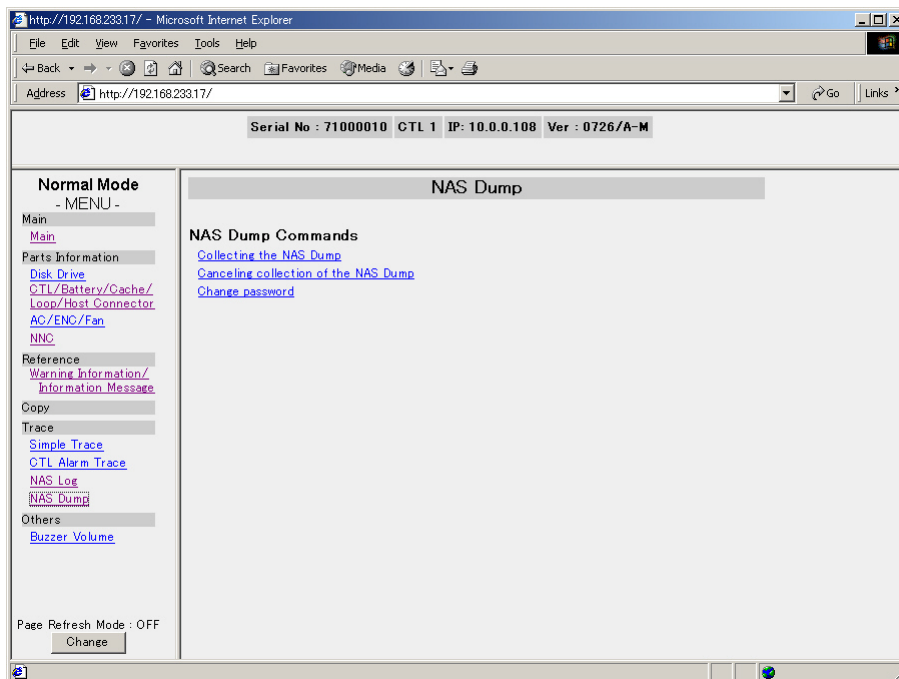 http://192.168.233.17/ - Microsoft Internet Explorer
File Edit View Favorites Tools Help
Back Search Favorites Media
Address http://192.168.233.17/ Go Links
Serial No : 71000010 CTL 1 IP: 10.0.0.108 Ver : 0726/A-M
Normal Mode
- MENU -
Main
Main
Parts Information
Disk Drive
CTL/Battery/Cache/
Loop/Host Connector
AC/ENC/Fan
NNC
Reference
Warning Information/
Information Message
Copy
Trace
Simple Trace
CTL Alarm Trace
NAS Log
NAS Dump
Others
Buzzer Volume
Page Refresh Mode : OFF
Change
NAS Dump
NAS Dump Commands
Collecting the NAS Dump
Canceling collection of the NAS Dump
Change password